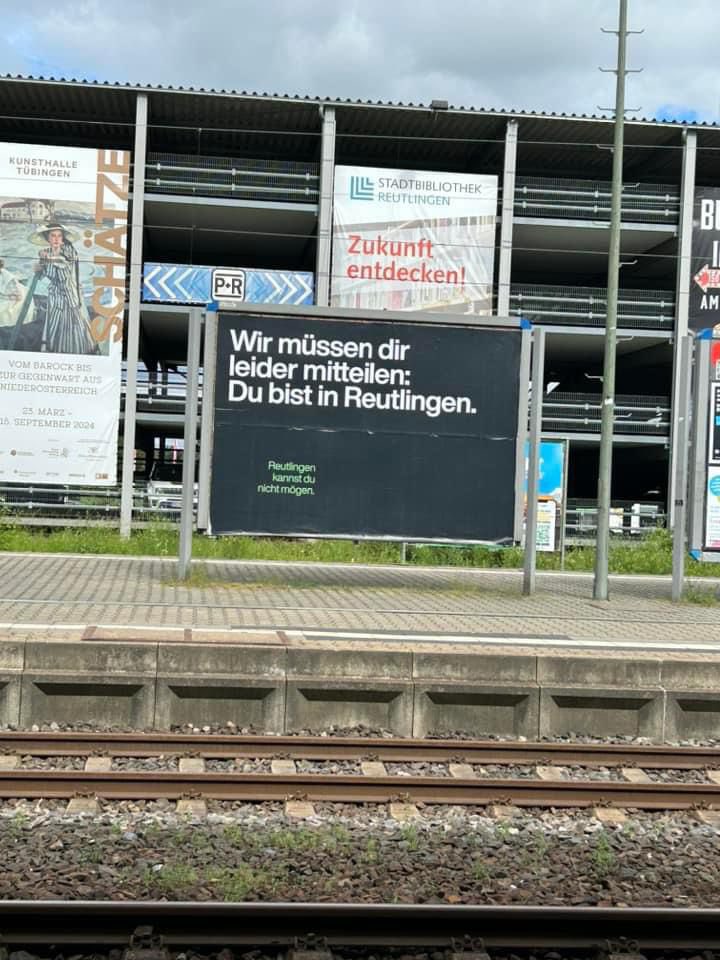 KUNSTHALLE
TÜBINGEN
SCHÄTZE
VOM BAROCK BIS
ZUR GEGENWART AUS
NIEDERÖSTERREICH
23. MÄRZ –
15. SEPTEMBER 2024
P+R
STADTBIBLIOTHEK
REUTLINGEN
Zukunft
entdecken!
Wir müssen dir
leider mitteilen:
Du bist in Reutlingen.
Reutlingen
kannst du
nicht mögen.
AM